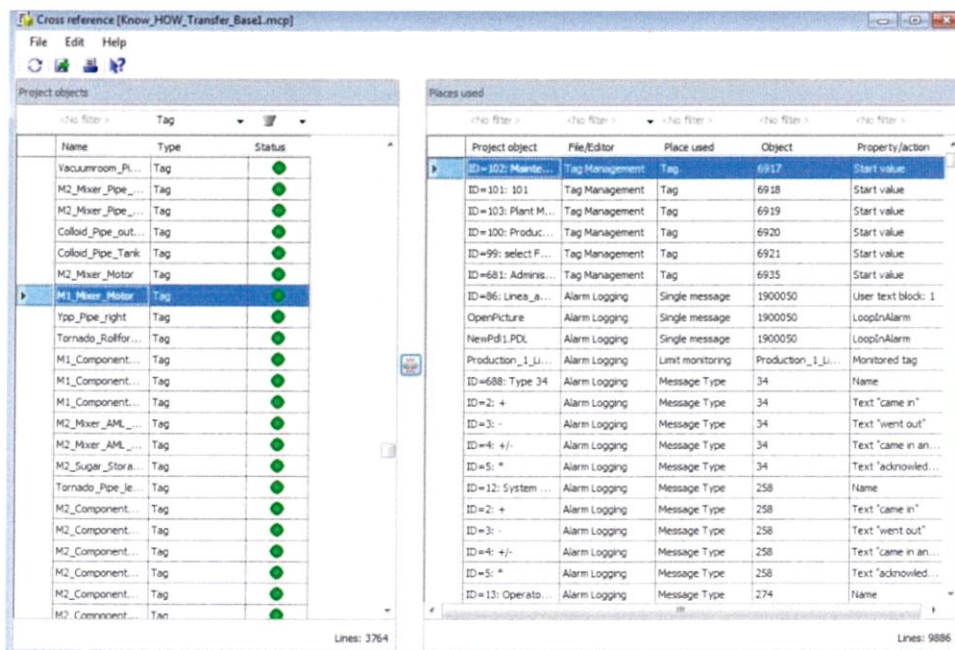 Cross reference [Know_HOW_Transfer_Base1.mcp]
File Edit Help
Project objects
<No filter> Tag
Name Type Status
Vacuumroom_Pi... Tag
M2_Mixer_Pipe_... Tag
M2_Mixer_Pipe_... Tag
Colloid_Pipe_out... Tag
Colloid_Pipe_Tank Tag
M2_Mixer_Motor Tag
M1_Mixer_Motor Tag
Ypp_Pipe_right Tag
Tornado_Rollfor... Tag
M1_Component... Tag
M1_Component... Tag
M1_Component... Tag
M2_Mixer_AML_... Tag
M2_Mixer_AML_... Tag
M2_Sugar_Stora... Tag
Tornado_Pipe_le... Tag
M2_Component... Tag
M2_Component... Tag
M2_Component... Tag
M2_Component... Tag
M2_Component... Tag
M2_Component... Tag
Lines: 3764
Places used
<No filter> <No filter> <No filter> <No filter> <No filter>
Project object File/Editor Place used Object Property/action
ID=102: Mainte... Tag Management Tag 6917 Start value
ID=101: 101 Tag Management Tag 6918 Start value
ID=103: Plant M... Tag Management Tag 6919 Start value
ID=100: Produc... Tag Management Tag 6920 Start value
ID=99: select F... Tag Management Tag 6921 Start value
ID=681: Adminis... Tag Management Tag 6935 Start value
ID=86: Linea_a... Alarm Logging Single message 1900050 User text block: 1
OpenPicture Alarm Logging Single message 1900050 LoopInAlarm
NewPdl1.PDL Alarm Logging Single message 1900050 LoopInAlarm
Production_1_Li... Alarm Logging Limit monitoring Production_1_Li... Monitored tag
ID=688: Type 34 Alarm Logging Message Type 34 Name
ID=2: + Alarm Logging Message Type 34 Text "came in"
ID=3: - Alarm Logging Message Type 34 Text "went out"
ID=4: +/- Alarm Logging Message Type 34 Text "came in an...
ID=5: * Alarm Logging Message Type 34 Text "acknowled...
ID=12: System ... Alarm Logging Message Type 258 Name
ID=2: + Alarm Logging Message Type 258 Text "came in"
ID=3: - Alarm Logging Message Type 258 Text "went out"
ID=4: +/- Alarm Logging Message Type 258 Text "came in an...
ID=5: * Alarm Logging Message Type 258 Text "acknowled...
ID=13: Operato... Alarm Logging Message Type 274 Name
Lines: 9886